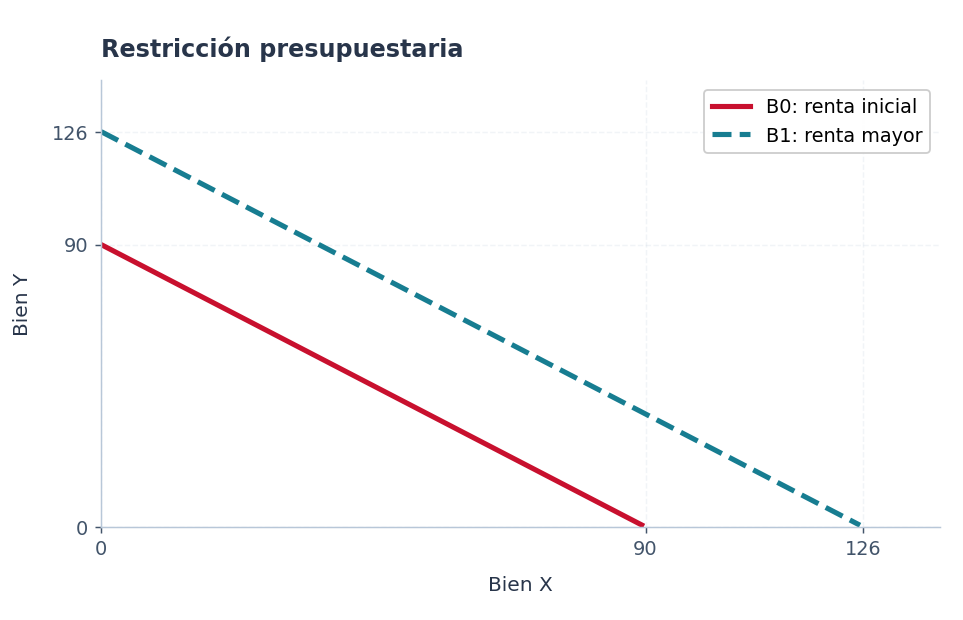 Restricción presupuestaria
B0: renta inicial
B1: renta mayor
126
90
0
Bien Y
0
90
126
Bien X